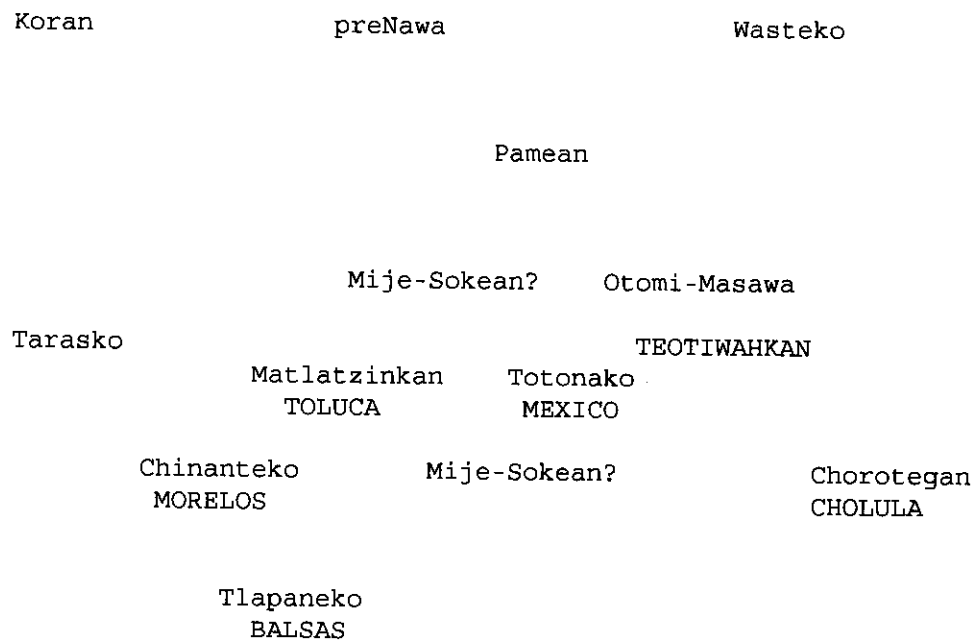 Koran preNawa Wasteko
Pamean
Mije-Sokean? Otomi-Masawa
Tarasko TEOTIWAHKAN
Matlatzinkan Totonako
TOLUCA MEXICO
Chinanteko Mije-Sokean? Chorotegan
MORELOS CHOLULA
Tlapaneko
BALSAS